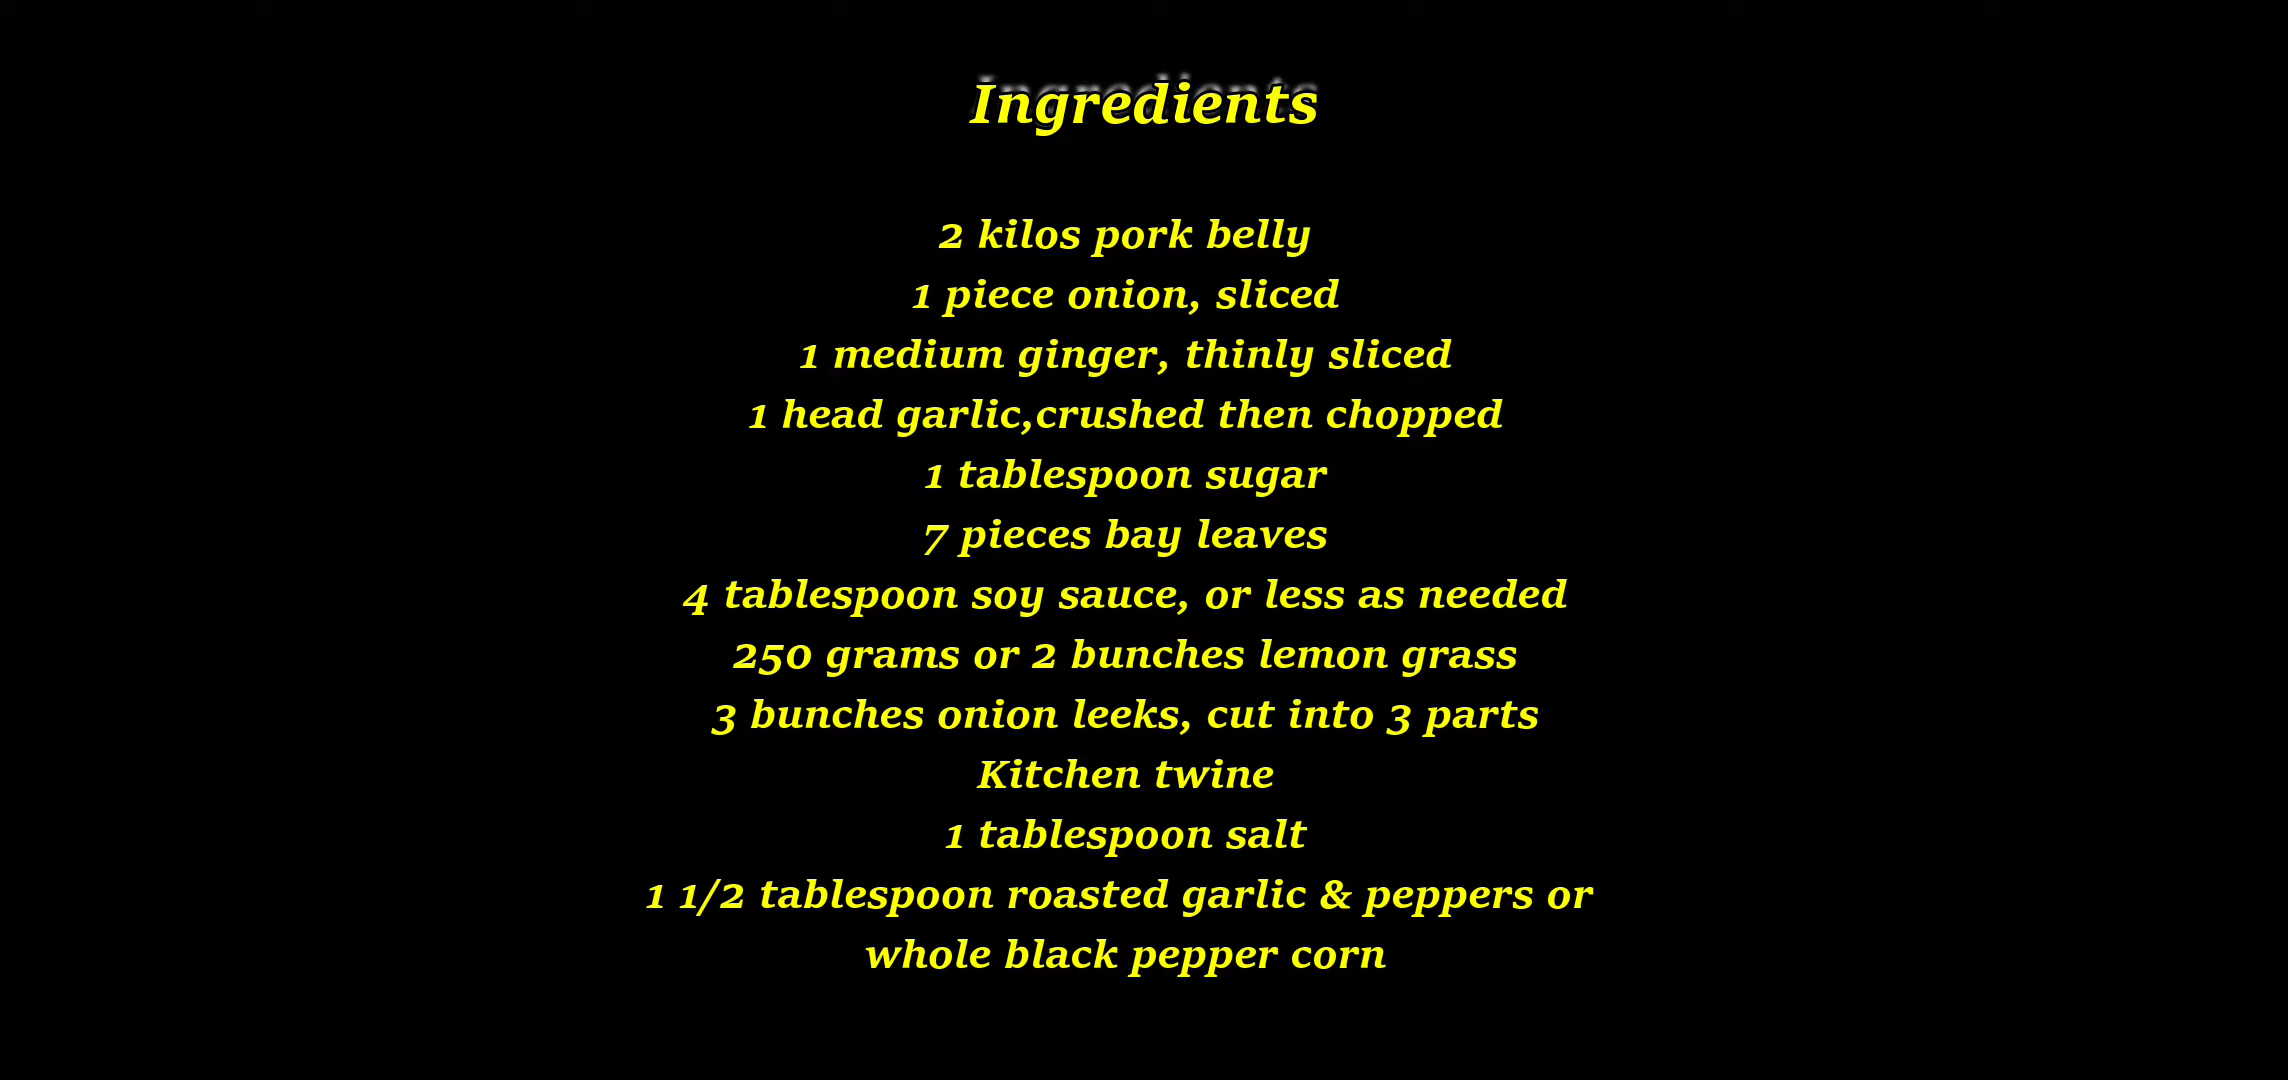 Ingredients
2 kilos pork belly
1 piece onion, sliced
1 medium ginger, thinly sliced
1 head garlic,crushed then chopped
1 tablespoon sugar
7 pieces bay leaves
4 tablespoon soy sauce, or less as needed
250 grams or 2 bunches lemon grass
3 bunches onion leeks, cut into 3 parts
Kitchen twine
1 tablespoon salt
1 1/2 tablespoon roasted garlic & peppers or
whole black pepper corn